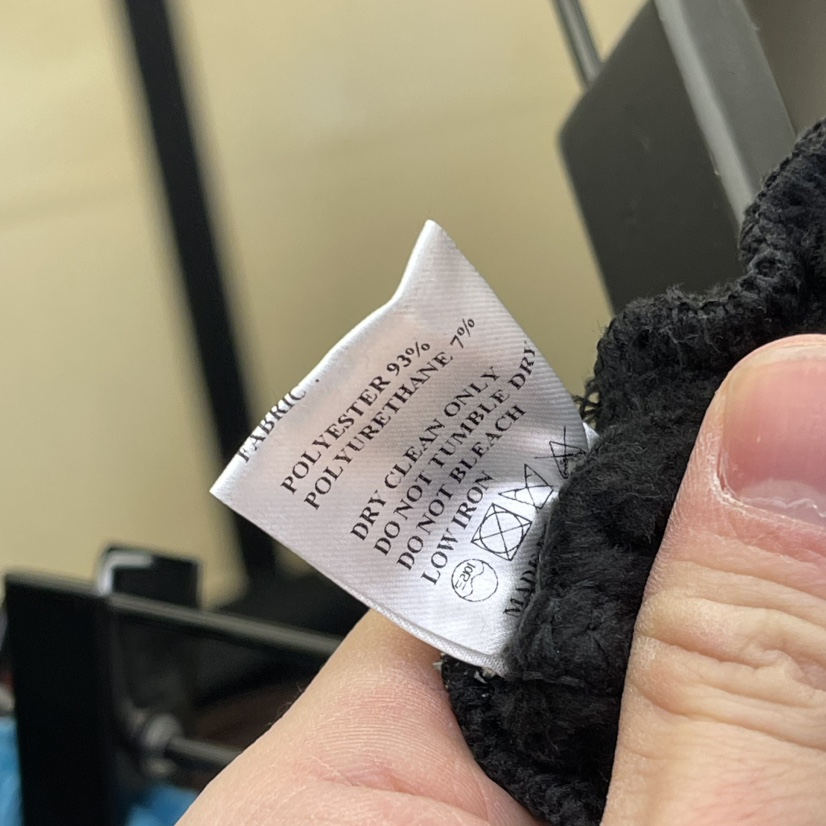 FABRIC
POLYESTER 93%
POLYURETHANE 7%
DRY CLEAN ONLY
DO NOT TUMBLE DRY
DO NOT BLEACH
LOW IRON